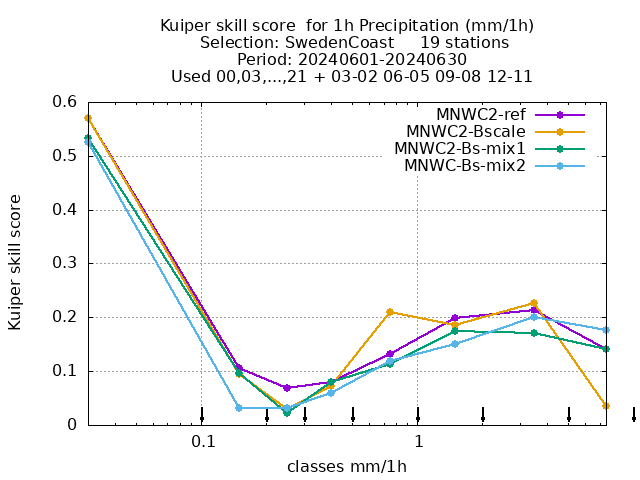 Kuiper skill score  for 1h Precipitation (mm/1h)
Selection: SwedenCoast     19 stations
Period: 20240601-20240630
Used 00,03,...,21 + 03-02 06-05 09-08 12-11
MNWC2-ref
MNWC2-Bscale
MNWC2-Bs-mix1
MNWC-Bs-mix2
Kuiper skill score
0.6
0.5
0.4
0.3
0.2
0.1
0
0.1
1
classes mm/1h